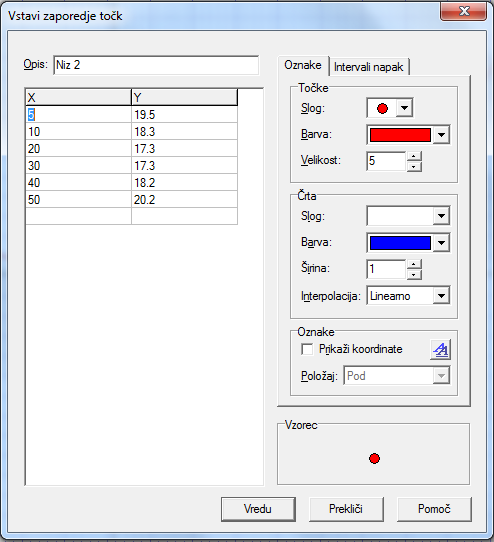 Vstavi zaporedje točk
Opis: Niz 2
X Y
5 19.5
10 18.3
20 17.3
30 17.3
40 18.2
50 20.2
Oznake Intervali napak
Točke
Slog:
Barva:
Velikost: 5
Črta
Slog:
Barva:
Širina: 1
Interpolacija: Linearno
Oznake
Prikaži koordinate
Položaj: Pod
Vzorec
Vredu Prekliči Pomoč